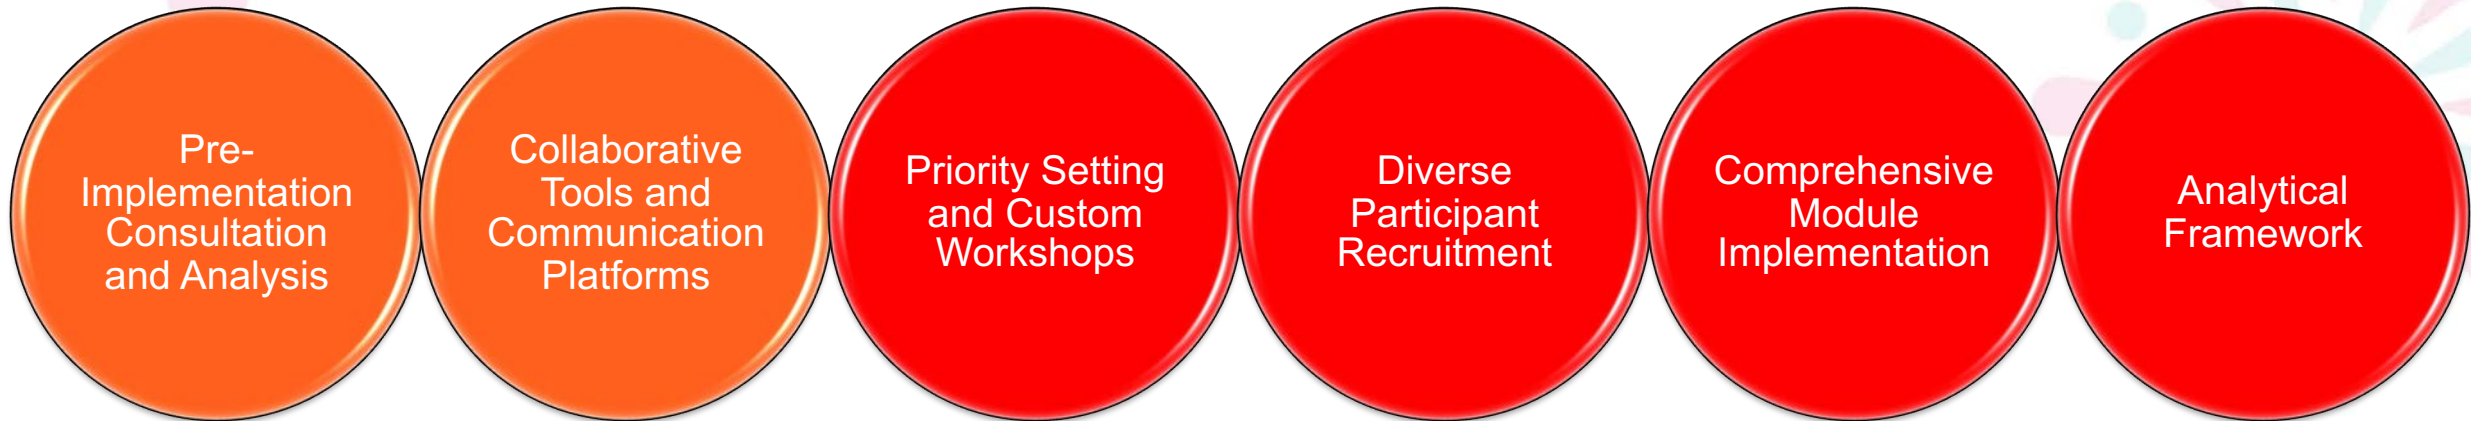 Pre-
Implementation
Consultation
and Analysis
Collaborative
Tools and
Communication
Platforms
Priority Setting
and Custom
Workshops
Diverse
Participant
Recruitment
Comprehensive
Module
Implementation
Analytical
Framework